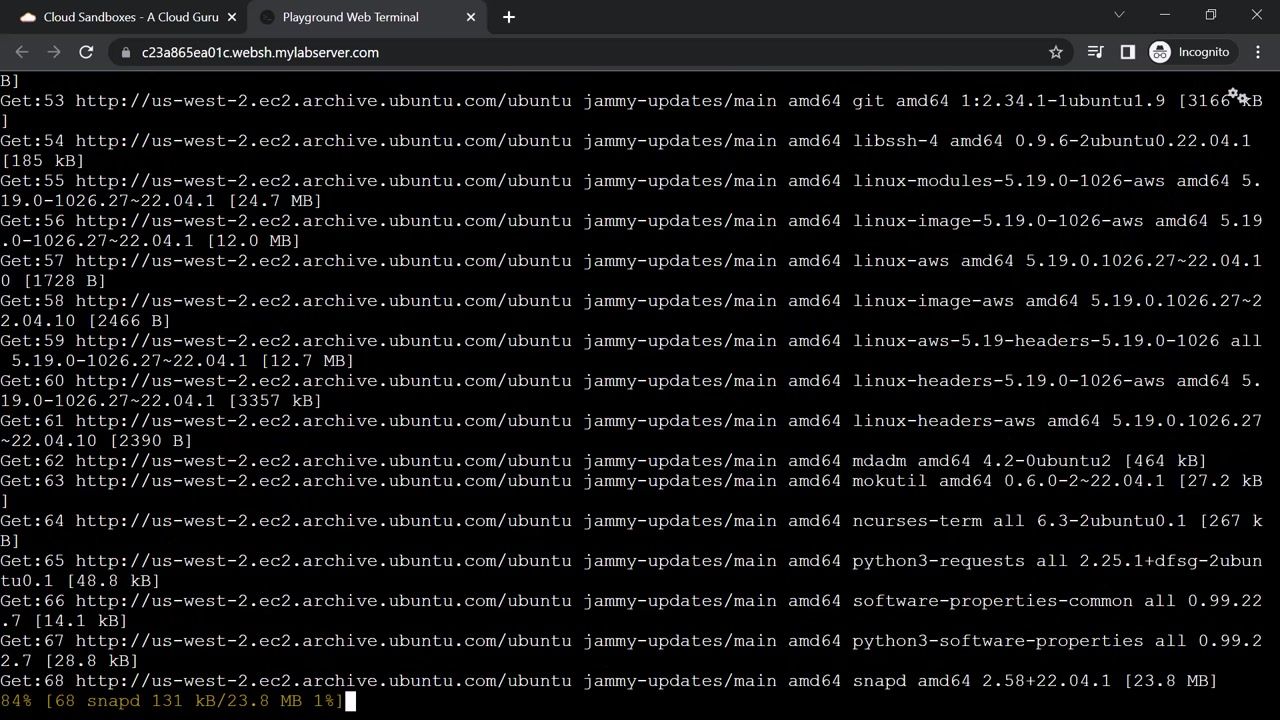 Cloud Sandboxes - A Cloud Guru
Playground Web Terminal
c23a865ea01c.websh.mylabserver.com
Incognito
B]
Get:53 http://us-west-2.ec2.archive.ubuntu.com/ubuntu jammy-updates/main amd64 git amd64 1:2.34.1-1ubuntu1.9 [3166 kB
]
Get:54 http://us-west-2.ec2.archive.ubuntu.com/ubuntu jammy-updates/main amd64 libssh-4 amd64 0.9.6-2ubuntu0.22.04.1
[185 kB]
Get:55 http://us-west-2.ec2.archive.ubuntu.com/ubuntu jammy-updates/main amd64 linux-modules-5.19.0-1026-aws amd64 5.
19.0-1026.27~22.04.1 [24.7 MB]
Get:56 http://us-west-2.ec2.archive.ubuntu.com/ubuntu jammy-updates/main amd64 linux-image-5.19.0-1026-aws amd64 5.19
.0-1026.27~22.04.1 [12.0 MB]
Get:57 http://us-west-2.ec2.archive.ubuntu.com/ubuntu jammy-updates/main amd64 linux-aws amd64 5.19.0.1026.27~22.04.1
0 [1728 B]
Get:58 http://us-west-2.ec2.archive.ubuntu.com/ubuntu jammy-updates/main amd64 linux-image-aws amd64 5.19.0.1026.27~2
2.04.10 [2466 B]
Get:59 http://us-west-2.ec2.archive.ubuntu.com/ubuntu jammy-updates/main amd64 linux-aws-5.19-headers-5.19.0-1026 all
5.19.0-1026.27~22.04.1 [12.7 MB]
Get:60 http://us-west-2.ec2.archive.ubuntu.com/ubuntu jammy-updates/main amd64 linux-headers-5.19.0-1026-aws amd64 5.
19.0-1026.27~22.04.1 [3357 kB]
Get:61 http://us-west-2.ec2.archive.ubuntu.com/ubuntu jammy-updates/main amd64 linux-headers-aws amd64 5.19.0.1026.27
~22.04.10 [2390 B]
Get:62 http://us-west-2.ec2.archive.ubuntu.com/ubuntu jammy-updates/main amd64 mdadm amd64 4.2-0ubuntu2 [464 kB]
Get:63 http://us-west-2.ec2.archive.ubuntu.com/ubuntu jammy-updates/main amd64 mokutil amd64 0.6.0-2~22.04.1 [27.2 kB
]
Get:64 http://us-west-2.ec2.archive.ubuntu.com/ubuntu jammy-updates/main amd64 ncurses-term all 6.3-2ubuntu0.1 [267 k
B]
Get:65 http://us-west-2.ec2.archive.ubuntu.com/ubuntu jammy-updates/main amd64 python3-requests all 2.25.1+dfsg-2ubun
tu0.1 [48.8 kB]
Get:66 http://us-west-2.ec2.archive.ubuntu.com/ubuntu jammy-updates/main amd64 software-properties-common all 0.99.22
.7 [14.1 kB]
Get:67 http://us-west-2.ec2.archive.ubuntu.com/ubuntu jammy-updates/main amd64 python3-software-properties all 0.99.2
2.7 [28.8 kB]
Get:68 http://us-west-2.ec2.archive.ubuntu.com/ubuntu jammy-updates/main amd64 snapd amd64 2.58+22.04.1 [23.8 MB]
84% [68 snapd 131 kB/23.8 MB 1%]